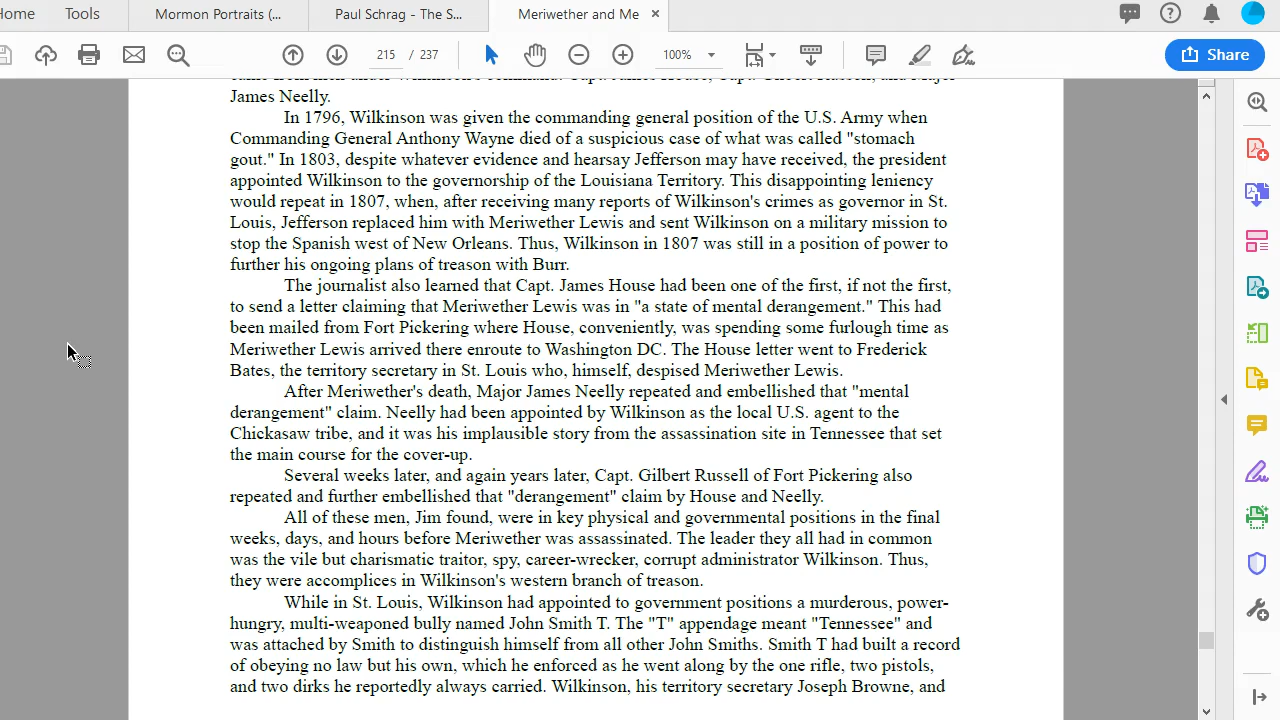 Home
Tools
Mormon Portraits (...
Paul Schrag - The S...
Meriwether and Me
215 / 237
100%
Share
James Neelly.
In 1796, Wilkinson was given the commanding general position of the U.S. Army when
Commanding General Anthony Wayne died of a suspicious case of what was called "stomach
gout." In 1803, despite whatever evidence and hearsay Jefferson may have received, the president
appointed Wilkinson to the governorship of the Louisiana Territory. This disappointing leniency
would repeat in 1807, when, after receiving many reports of Wilkinson's crimes as governor in St.
Louis, Jefferson replaced him with Meriwether Lewis and sent Wilkinson on a military mission to
stop the Spanish west of New Orleans. Thus, Wilkinson in 1807 was still in a position of power to
further his ongoing plans of treason with Burr.
The journalist also learned that Capt. James House had been one of the first, if not the first,
to send a letter claiming that Meriwether Lewis was in "a state of mental derangement." This had
been mailed from Fort Pickering where House, conveniently, was spending some furlough time as
Meriwether Lewis arrived there enroute to Washington DC. The House letter went to Frederick
Bates, the territory secretary in St. Louis who, himself, despised Meriwether Lewis.
After Meriwether's death, Major James Neelly repeated and embellished that "mental
derangement" claim. Neelly had been appointed by Wilkinson as the local U.S. agent to the
Chickasaw tribe, and it was his implausible story from the assassination site in Tennessee that set
the main course for the cover-up.
Several weeks later, and again years later, Capt. Gilbert Russell of Fort Pickering also
repeated and further embellished that "derangement" claim by House and Neelly.
All of these men, Jim found, were in key physical and governmental positions in the final
weeks, days, and hours before Meriwether was assassinated. The leader they all had in common
was the vile but charismatic traitor, spy, career-wrecker, corrupt administrator Wilkinson. Thus,
they were accomplices in Wilkinson's western branch of treason.
While in St. Louis, Wilkinson had appointed to government positions a murderous, power-
hungry, multi-weaponed bully named John Smith T. The "T" appendage meant "Tennessee" and
was attached by Smith to distinguish himself from all other John Smiths. Smith T had built a record
of obeying no law but his own, which he enforced as he went along by the one rifle, two pistols,
and two dirks he reportedly always carried. Wilkinson, his territory secretary Joseph Browne, and